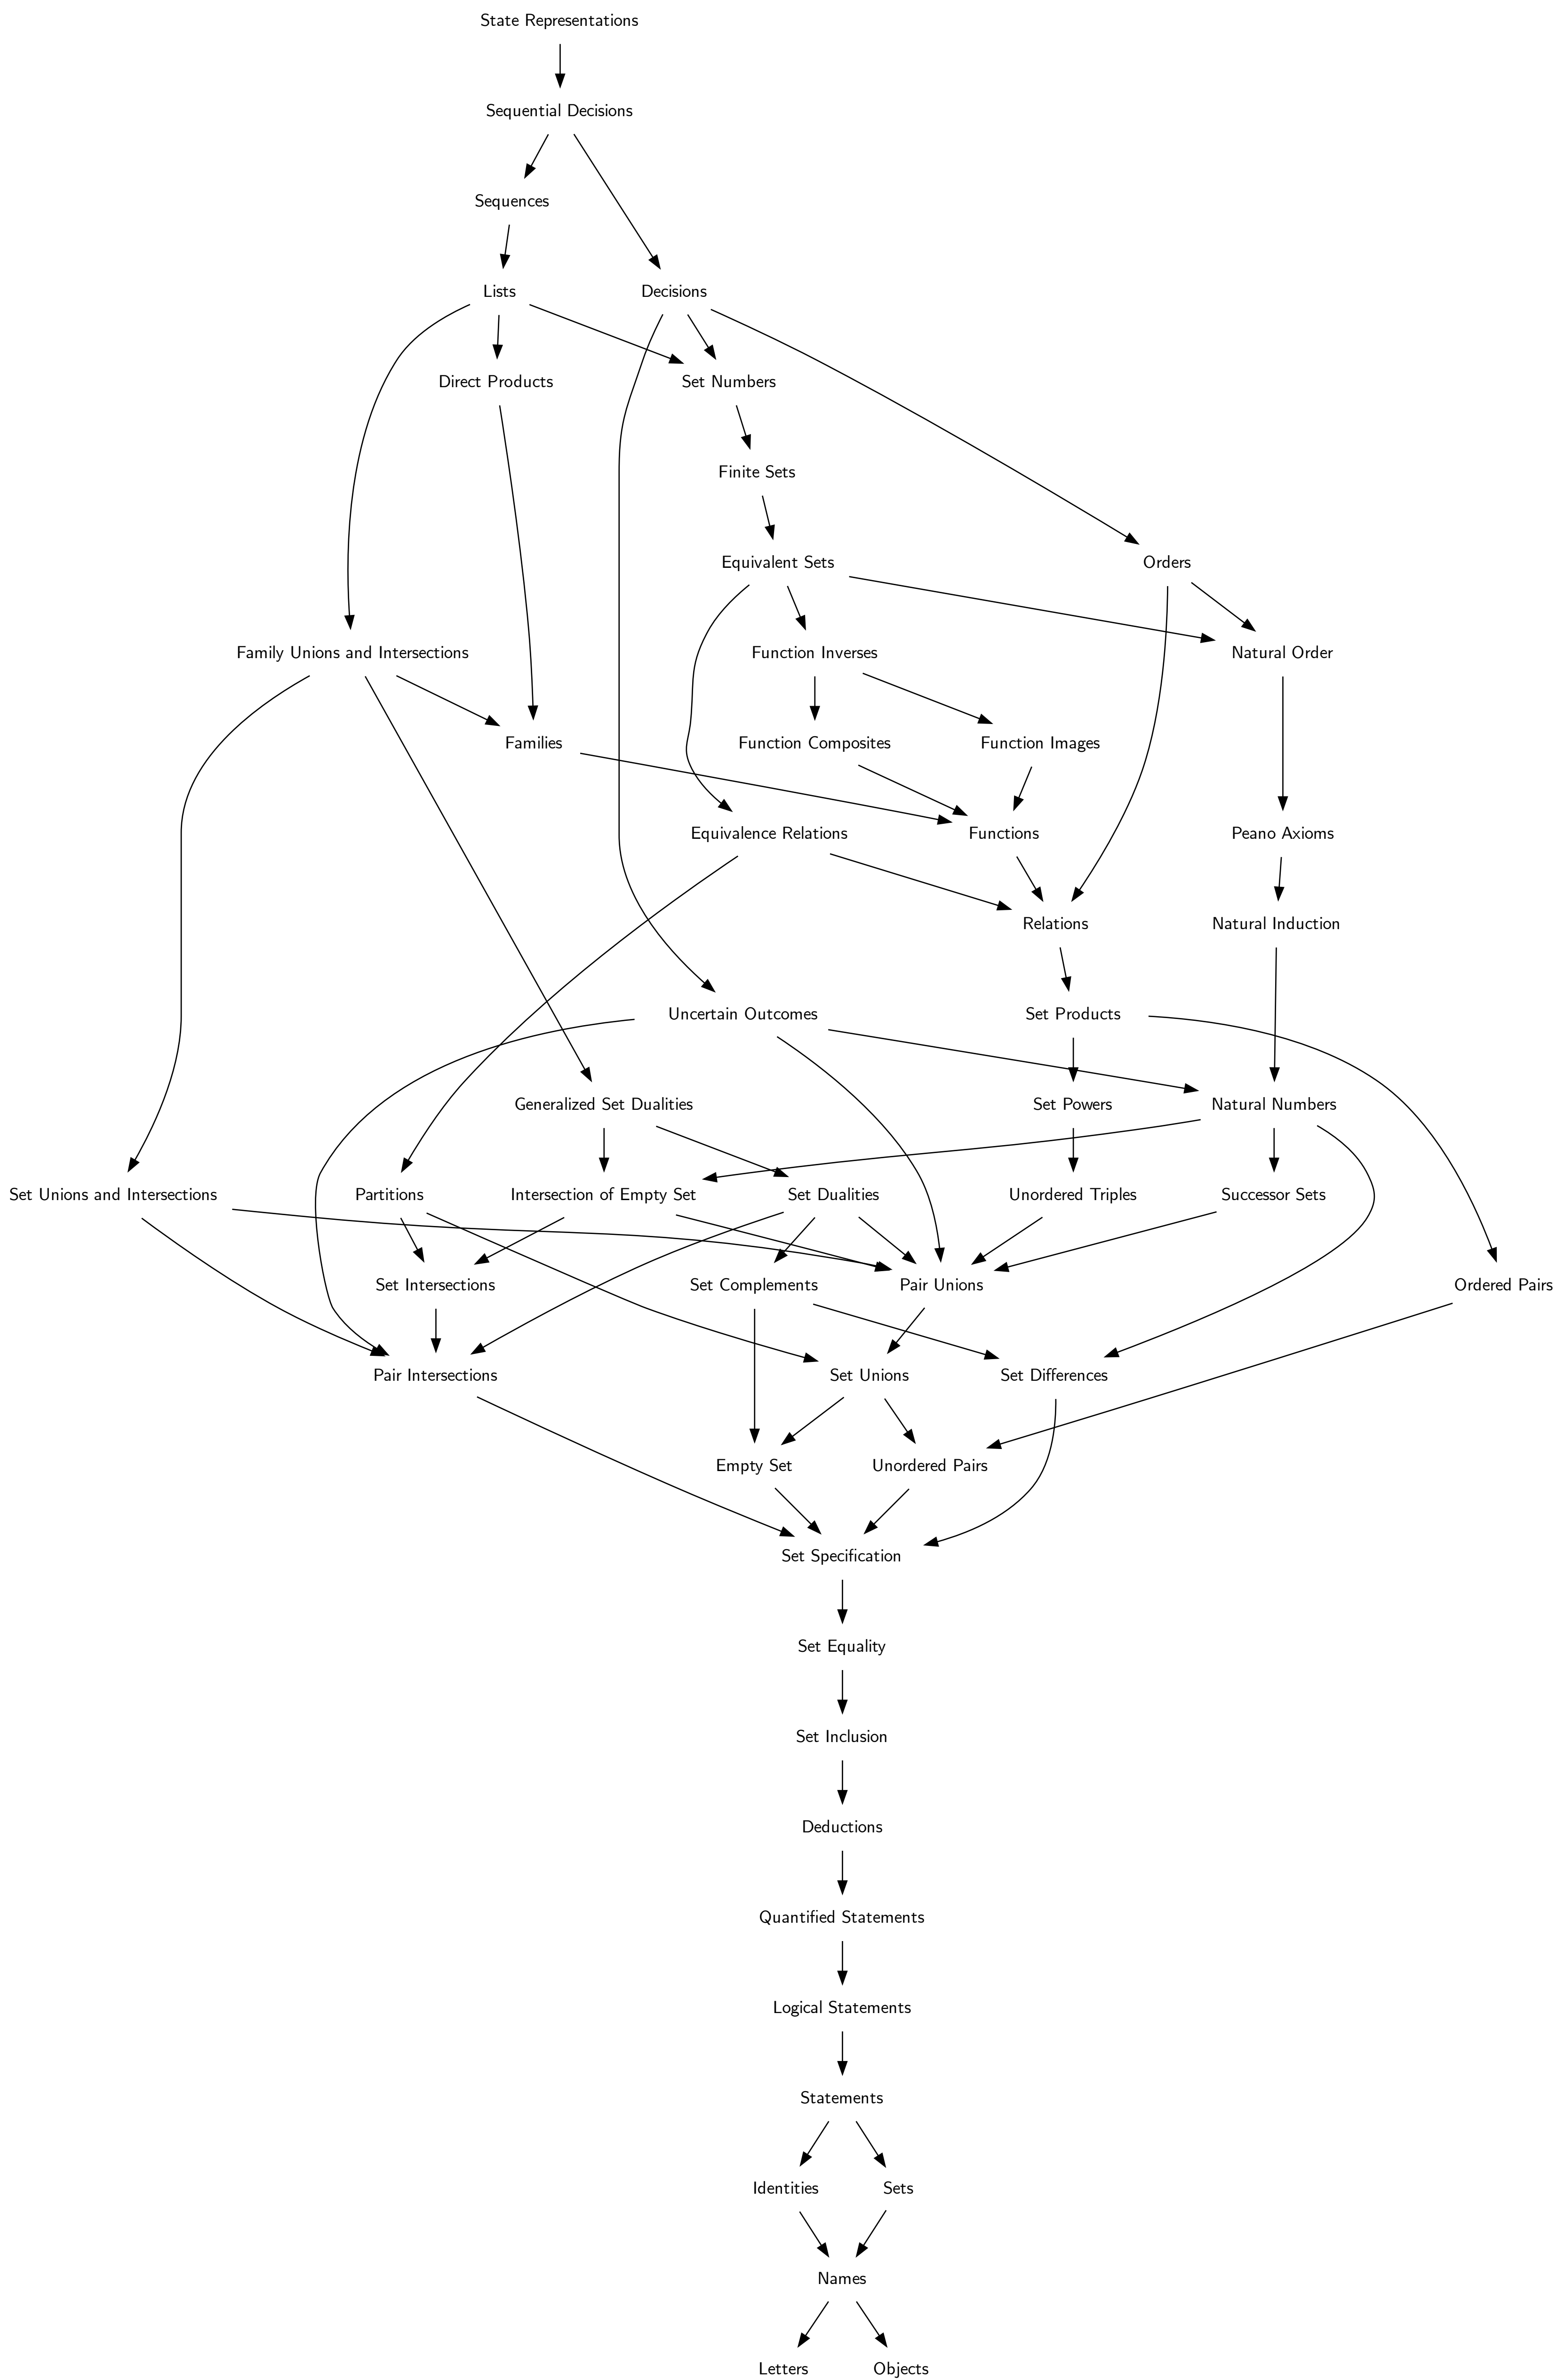 State Representations
Sequential Decisions
Sequences
Lists
Decisions
Direct Products
Set Numbers
Finite Sets
Equivalent Sets
Orders
Family Unions and Intersections
Function Inverses
Natural Order
Families
Function Composites
Function Images
Equivalence Relations
Functions
Peano Axioms
Relations
Natural Induction
Uncertain Outcomes
Set Products
Generalized Set Dualities
Set Powers
Natural Numbers
Set Unions and Intersections
Partitions
Intersection of Empty Set
Set Dualities
Unordered Triples
Successor Sets
Set Intersections
Set Complements
Pair Unions
Ordered Pairs
Pair Intersections
Set Unions
Set Differences
Empty Set
Unordered Pairs
Set Specification
Set Equality
Set Inclusion
Deductions
Quantified Statements
Logical Statements
Statements
Identities
Sets
Names
Letters
Objects